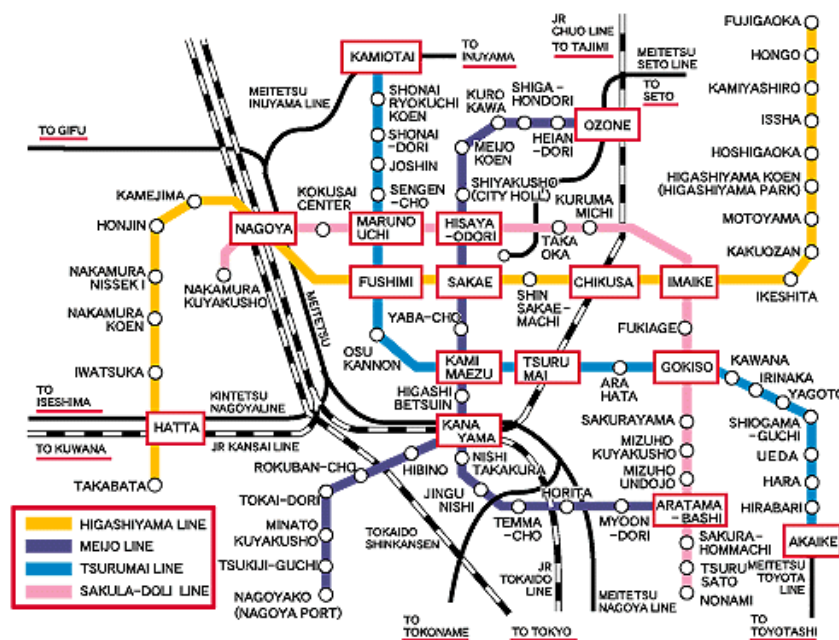 JR
CHUO LINE
TO TAJIMI
FUJIGAOKA
TO
INUYAMA
KAMIOTAI
MEITETSU
SETO LINE
HONGO
MEITETSU
INUYAMA LINE
SHONAI
RYOKUCHI
KOEN
KURO
KAWA
SHIGA-
HONDORI
TO
SETO
KAMIYASHIRO
OZONE
ISSHA
TO GIFU
SHONAI
-DORI
HEIAN-
DORI
MEIJO
KOEN
HOSHIGAOKA
JOSHIN
HIGASHIYAMA KOEN
(HIGASHIYAMA PARK)
KAMEJIMA
KOKUSAI
CENTER
SENGEN-
CHO
SHIYAKUSHO
(CITY HOLL)
KURUMA
MICHI
MOTOYAMA
HONJIN
NAGOYA
MARUNO
UCHI
HISAYA
-ODORI
TAKA
OKA
KAKUOZAN
NAKAMURA
NISSEKI
NAKAMURA
KUYAKUSHO
FUSHIMI
SAKAE
CHIKUSA
IMAIKE
SHIN
SAKAE-
MACHI
IKESHITA
MEITETSU
NAKAMURA
KOEN
YABA-CHO
FUKIAGE
OSU
KANNON
IWATSUKA
KAMI
MAEZU
TSURU
MAI
GOKISO
KAWANA
IRINAKA
YAGOTO
ARA
HATA
TO
ISESHIMA
KINTETSU
NAGOYALINE
HIGASHI
BETSUIN
SHIOGAMA
-GUCHI
HATTA
KANA
YAMA
SAKURAYAMA
TO KUWANA
JR KANSAI LINE
MIZUHO
KUYAKUSHO
UEDA
HIBINO
NISHI
TAKAKURA
ROKUBAN-CHO
MIZUHO
UNDOJO
HARA
TAKABATA
TOKAI-DORI
JINGU
NISHI
HORITA
ARATAMA
-BASHI
HIRABARI
TEMMA
-CHO
MYOON
-DORI
HIGASHIYAMA LINE
MEIJO LINE
TSURUMAI LINE
SAKULA-DOLI LINE
MINATO
KUYAKUSHO
TOKAIDO
SHINKANSEN
SAKURA
-HOMMACHI
AKAIKE
TSUKIJI-GUCHI
TSURU
SATO
MEITETSU
TOYOTA LINE
NAGOYAKO
(NAGOYA PORT)
JR
TOKAIDO
LINE
MEITETSU
NAGOYA LINE
NONAMI
TO
TOKONAME
TO TOKYO
TO
TOYOTASHI